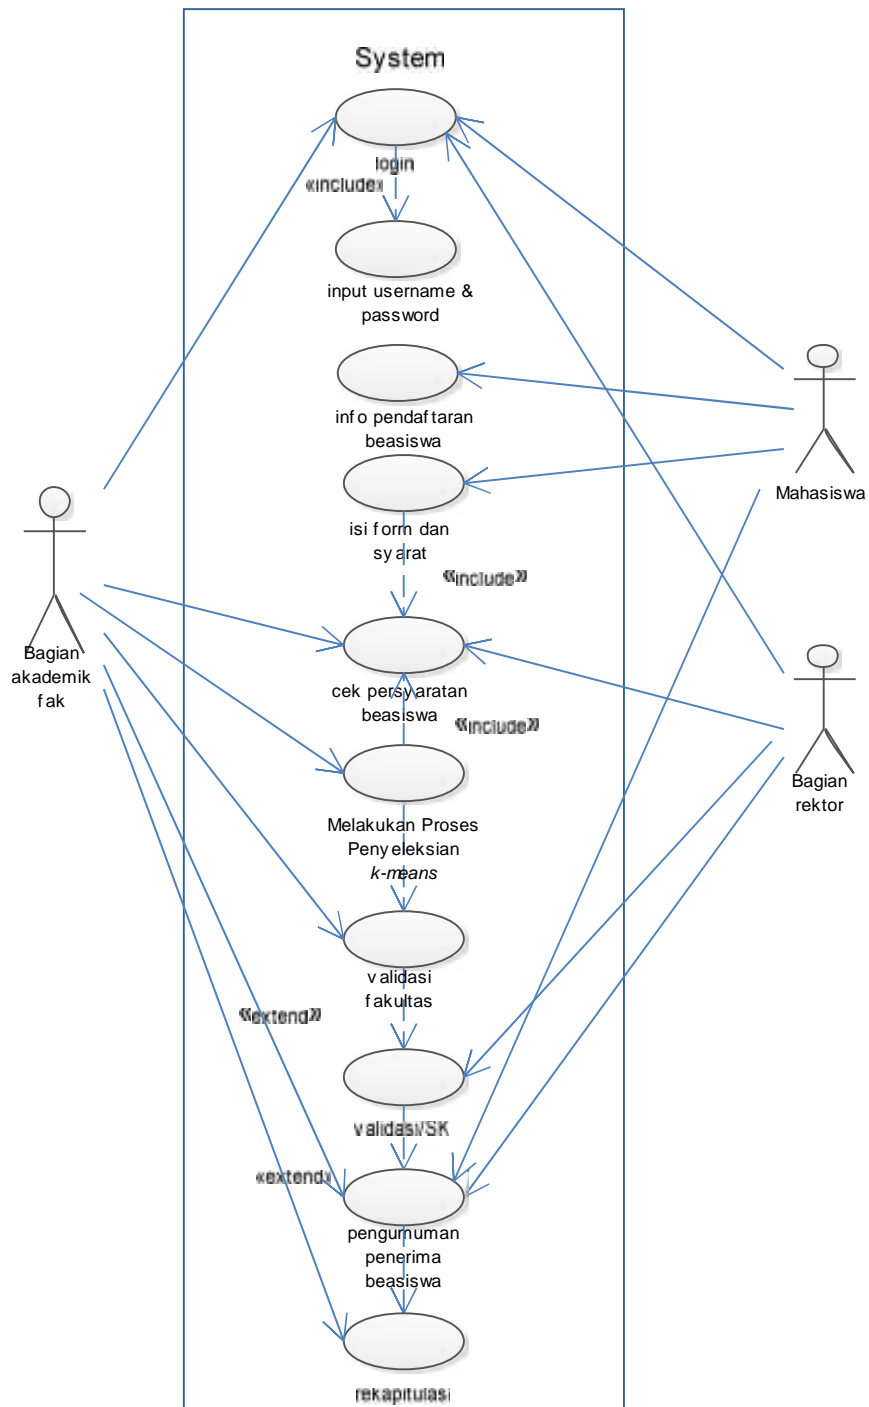 System
login
«include»
input username &
password
info pendaftaran
beasiswa
Mahasiswa
isi form dan
syarat
«include»
Bagian
akademik
fak
cek persyaratan
beasiswa
«include»
Bagian
rektor
Melakukan Proses
Penyeleksian
k-means
validasi
fakultas
«extend»
validasi/SK
«extend»
pengumuman
penerima
beasiswa
rekapitulasi